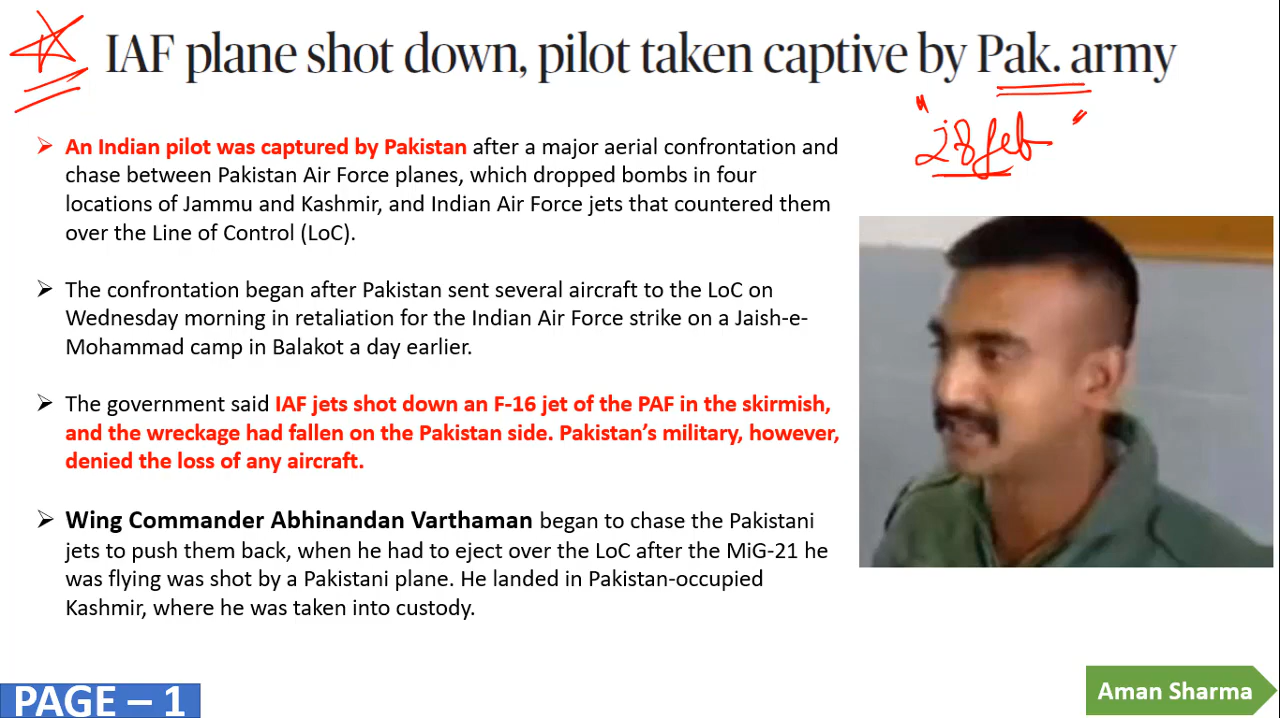 IAF plane shot down, pilot taken captive by Pak. army
"28 feb"
➢ An Indian pilot was captured by Pakistan after a major aerial confrontation and
chase between Pakistan Air Force planes, which dropped bombs in four
locations of Jammu and Kashmir, and Indian Air Force jets that countered them
over the Line of Control (LoC).
➢ The confrontation began after Pakistan sent several aircraft to the LoC on
Wednesday morning in retaliation for the Indian Air Force strike on a Jaish-e-
Mohammad camp in Balakot a day earlier.
➢ The government said IAF jets shot down an F-16 jet of the PAF in the skirmish,
and the wreckage had fallen on the Pakistan side. Pakistan's military, however,
denied the loss of any aircraft.
➢ Wing Commander Abhinandan Varthaman began to chase the Pakistani
jets to push them back, when he had to eject over the LoC after the MiG-21 he
was flying was shot by a Pakistani plane. He landed in Pakistan-occupied
Kashmir, where he was taken into custody.
PAGE – 1
Aman Sharma